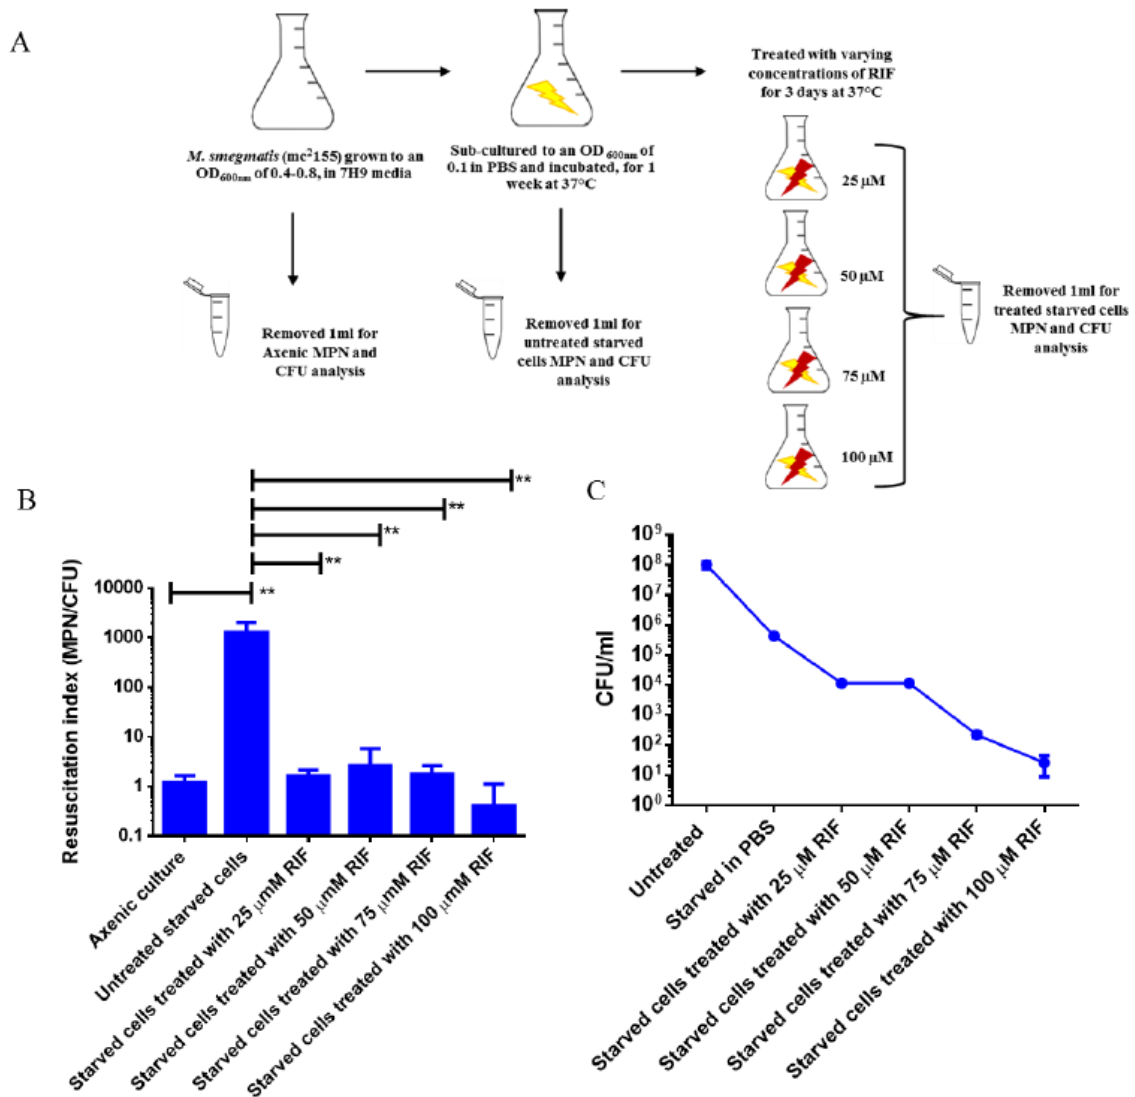 A
M. smegmatis (mc²155) grown to an
OD600nm of 0.4-0.8, in 7H9 media
Sub-cultured to an OD 600nm of
0.1 in PBS and incubated, for 1
week at 37°C
Treated with varying
concentrations of RIF
for 3 days at 37°C
25 µM
50 µM
75 µM
100 µM
Removed 1ml for
Axenic MPN and
CFU analysis
Removed 1ml for
untreated starved
cells MPN and CFU
analysis
Removed 1ml for
treated starved cells
MPN and CFU
analysis
B
**
**
**
**
**
Resuscitation index (MPN/CFU)
10000
1000
100
10
1
0.1
Axenic culture
Untreated starved cells
Starved cells treated with 25 µmM RIF
Starved cells treated with 50 µmM RIF
Starved cells treated with 75 µmM RIF
Starved cells treated with 100 µmM RIF
C
CFU/ml
10⁹
10⁸
10⁷
10⁶
10⁵
10⁴
10³
10²
10¹
10⁰
Untreated
Starved in PBS
Starved cells treated with 25 µM RIF
Starved cells treated with 50 µM RIF
Starved cells treated with 75 µM RIF
Starved cells treated with 100 µM RIF